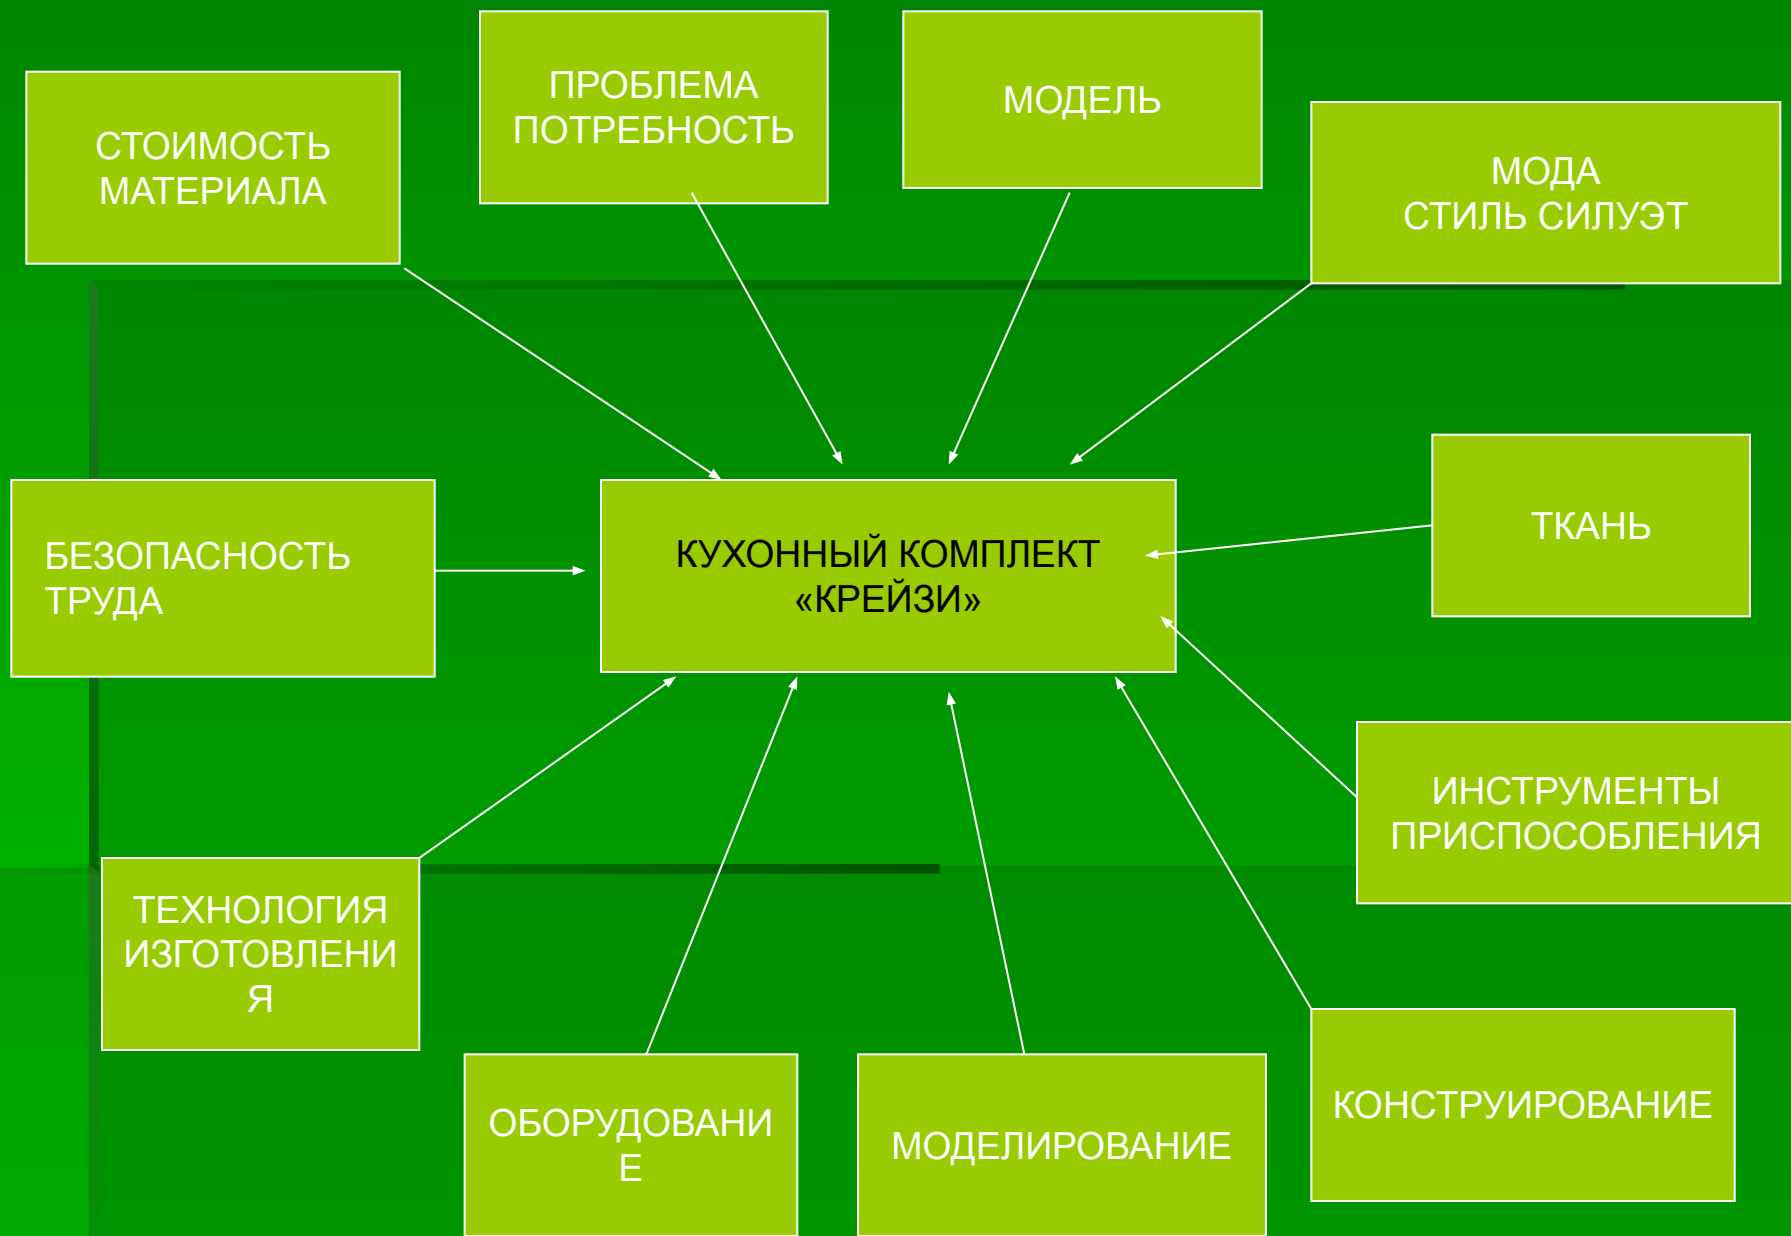 СТОИМОСТЬ
МАТЕРИАЛА
ПРОБЛЕМА
ПОТРЕБНОСТЬ
МОДЕЛЬ
МОДА
СТИЛЬ СИЛУЭТ
БЕЗОПАСНОСТЬ
ТРУДА
КУХОННЫЙ КОМПЛЕКТ
«КРЕЙЗИ»
ТКАНЬ
ИНСТРУМЕНТЫ
ПРИСПОСОБЛЕНИЯ
ТЕХНОЛОГИЯ
ИЗГОТОВЛЕНИ
Я
ОБОРУДОВАНИ
Е
МОДЕЛИРОВАНИЕ
КОНСТРУИРОВАНИЕ